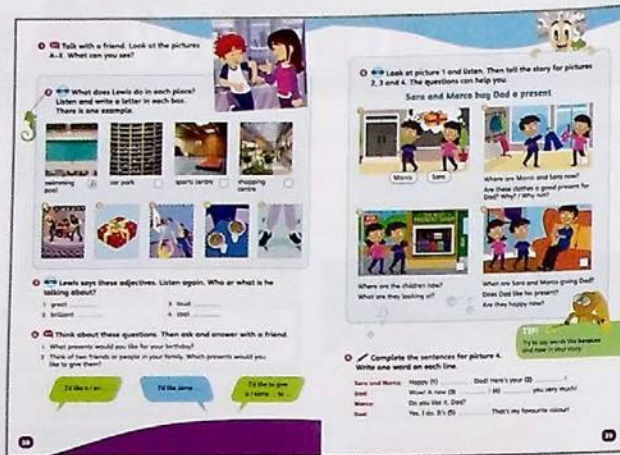 Talk with a friend. Look at the pictures
A–E. What can you see?
What does Lewis do in each place?
Listen and write a letter in each box.
There is one example.
swimming
pool
car park
sports centre
shopping
centre
Lewis says these adjectives. Listen again. Who or what is he
talking about?
1 great
2 brilliant
3 loud
4 cool
Think about these questions. Then ask and answer with a friend.
1 What presents would you like for your birthday?
2 Think of two friends or people in your family. Which presents would you
like to give them?
I'd like a / an ...
I'd like some ...
I'd like to give
a / some ... to ...
38
Look at picture 1 and listen. Then tell the story for pictures
2, 3 and 4. The questions can help you.
Sara and Marco buy Dad a present
Marco
Sara
Where are Marco and Sara now?
Are these clothes a good present for
Dad? Why? / Why not?
Where are the children now?
What are they looking at?
What are Sara and Marco giving Dad?
Does Dad like his present?
Are they happy now?
TIP!
Try to say words like because
and now in your story.
Complete the sentences for picture 4.
Write one word on each line.
Sara and Marco: Happy (1) Dad! Here's your (2) !
Dad: Wow! A new (3) ! (4) you very much!
Marco: Do you like it, Dad?
Dad: Yes, I do. It's (5) . That's my favourite colour!
39